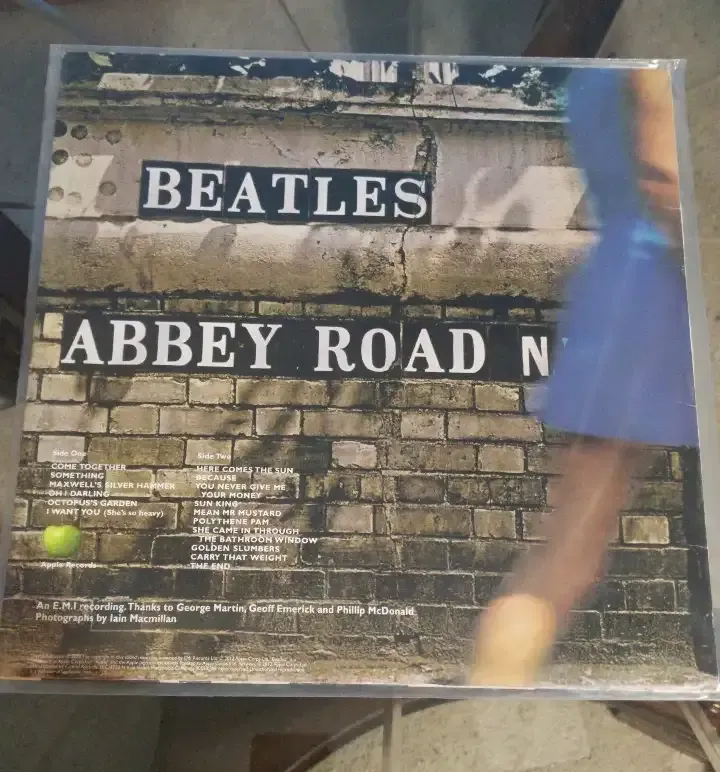 BEATLES
ABBEY ROAD N
Side One
COME TOGETHER
SOMETHING
MAXWELL'S SILVER HAMMER
OH! DARLING
OCTOPUS'S GARDEN
I WANT YOU (She's so heavy)
Side Two
HERE COMES THE SUN
BECAUSE
YOU NEVER GIVE ME
YOUR MONEY
SUN KING
MEAN MR MUSTARD
POLYTHENE PAM
SHE CAME IN THROUGH
THE BATHROOM WINDOW
GOLDEN SLUMBERS
CARRY THAT WEIGHT
THE END
Apple Records
An E.M.I recording. Thanks to George Martin, Geoff Emerick and Phillip McDonald
Photographs by Iain Macmillan